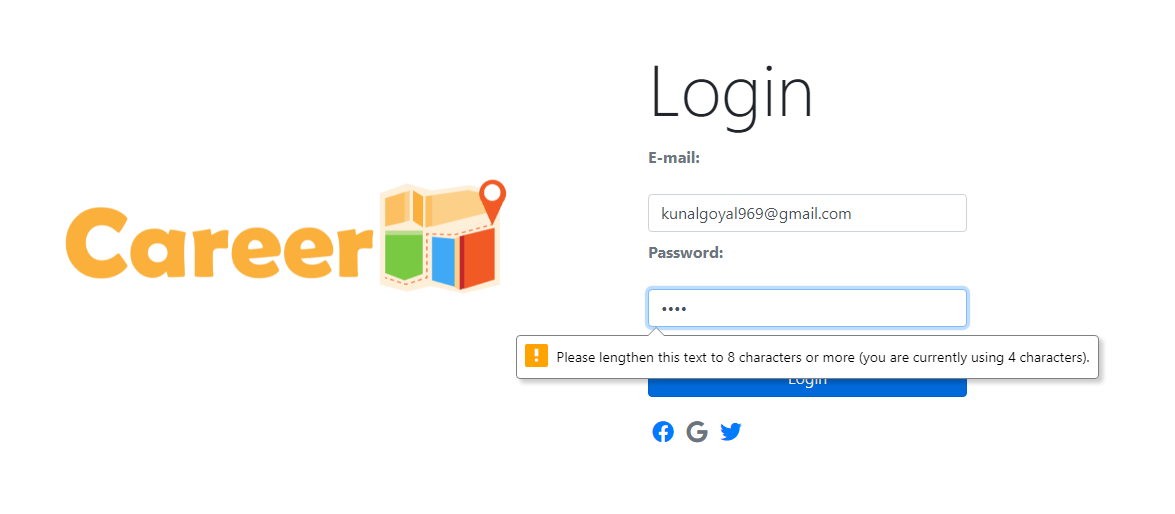 Login
E-mail:
kunalgoyal969@gmail.com
Career
Password:
••••
Please lengthen this text to 8 characters or more (you are currently using 4 characters).
Login